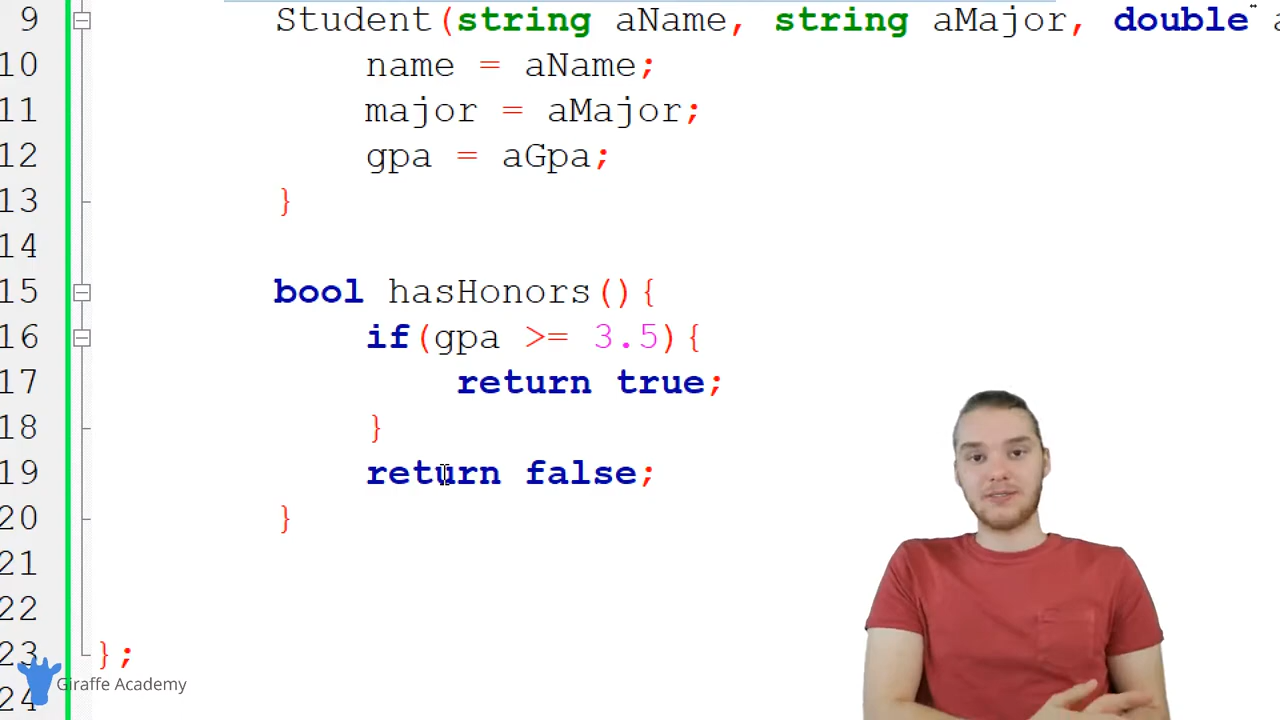 9 Student(string aName, string aMajor, double
10 name = aName;
11 major = aMajor;
12 gpa = aGpa;
13 }
14
15 bool hasHonors(){
16 if(gpa >= 3.5){
17 return true;
18 }
19 return false;
20 }
21
22
23 };
24
Giraffe Academy